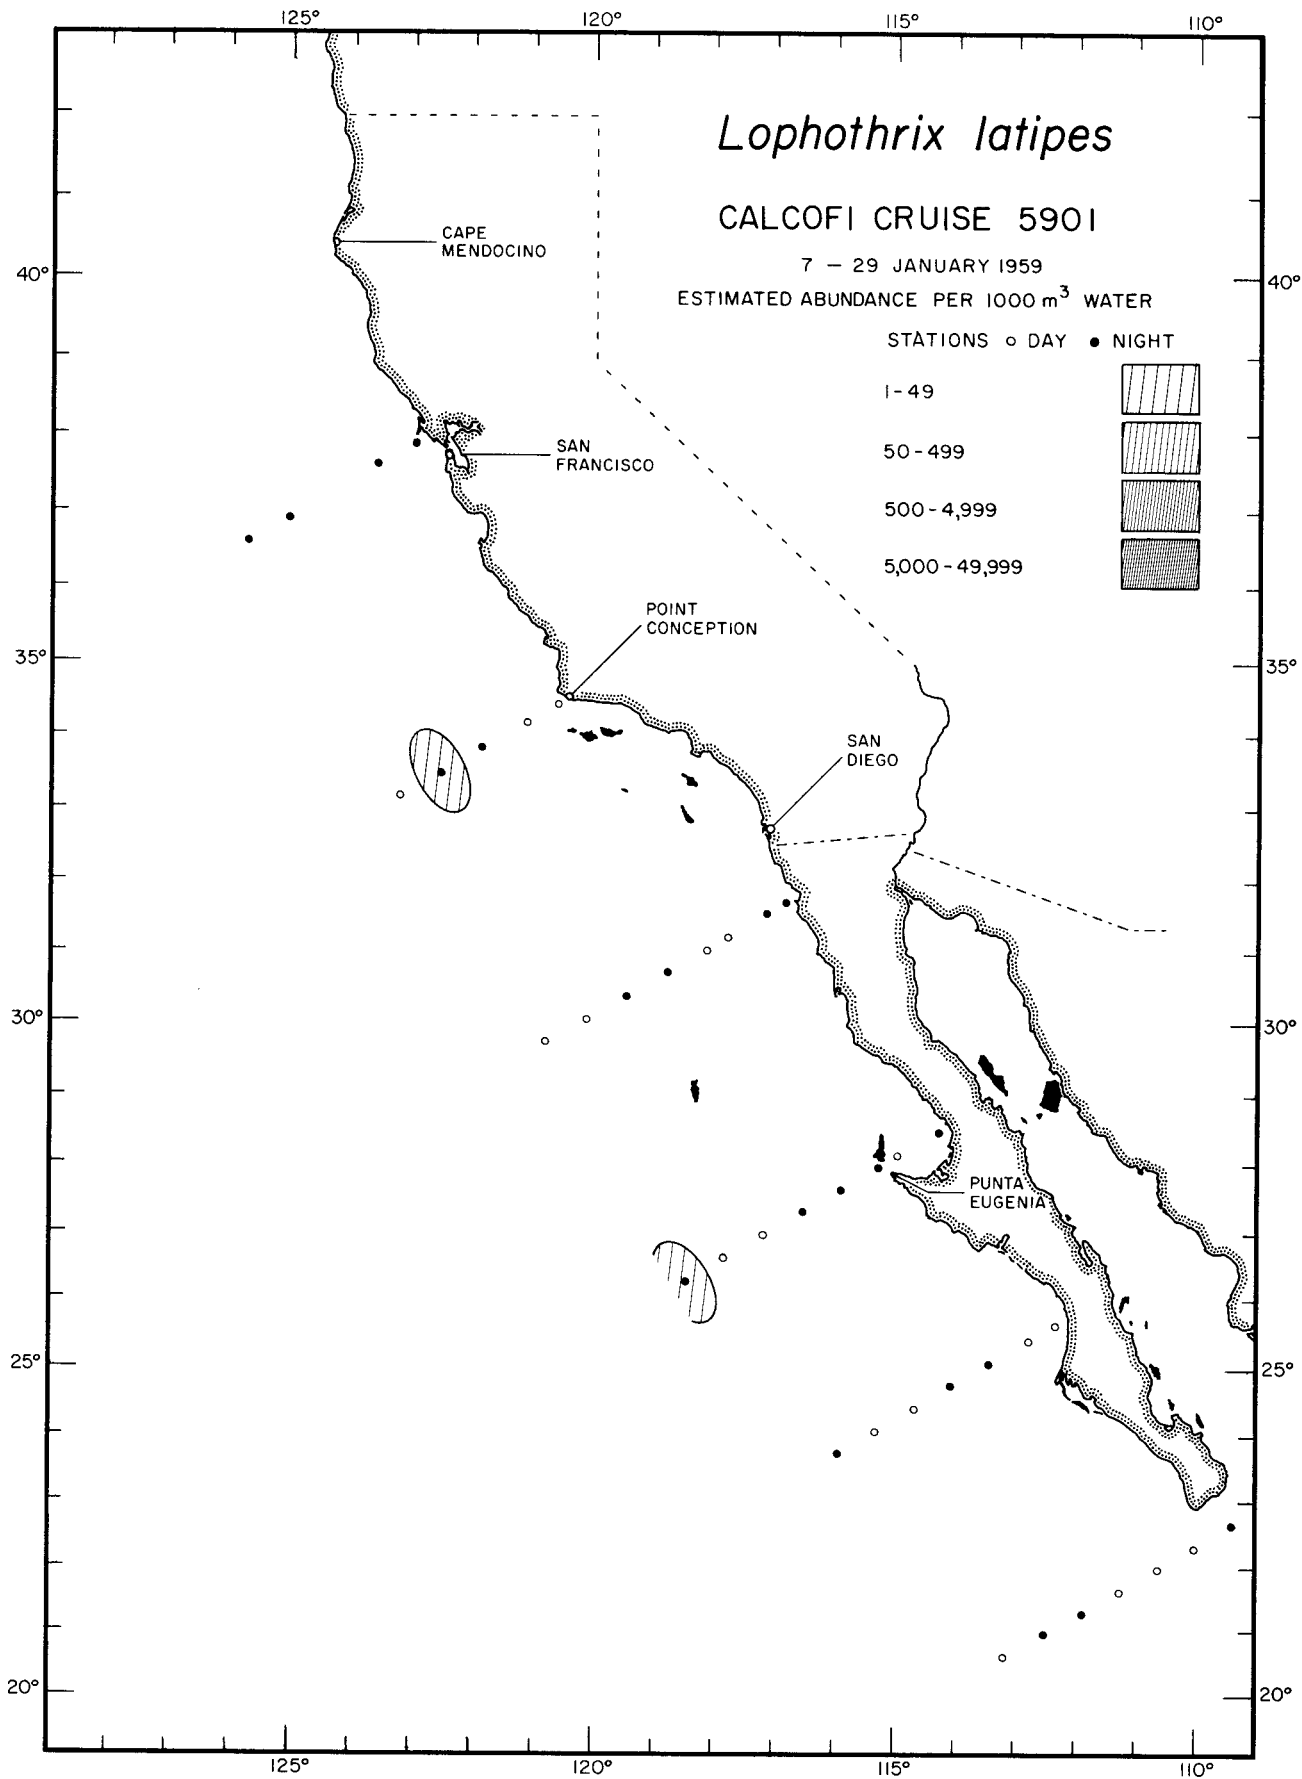 125° 120° 115° 110°
Lophothrix latipes
CALCOFI CRUISE 5901
7 – 29 JANUARY 1959
ESTIMATED ABUNDANCE PER 1000 m³ WATER
STATIONS ○ DAY ● NIGHT
1-49
50-499
500-4,999
5,000-49,999
CAPE
MENDOCINO
40° 40°
SAN
FRANCISCO
POINT
CONCEPTION
35° 35°
SAN
DIEGO
30° 30°
PUNTA
EUGENIA
25° 25°
20° 20°
125° 120° 115° 110°